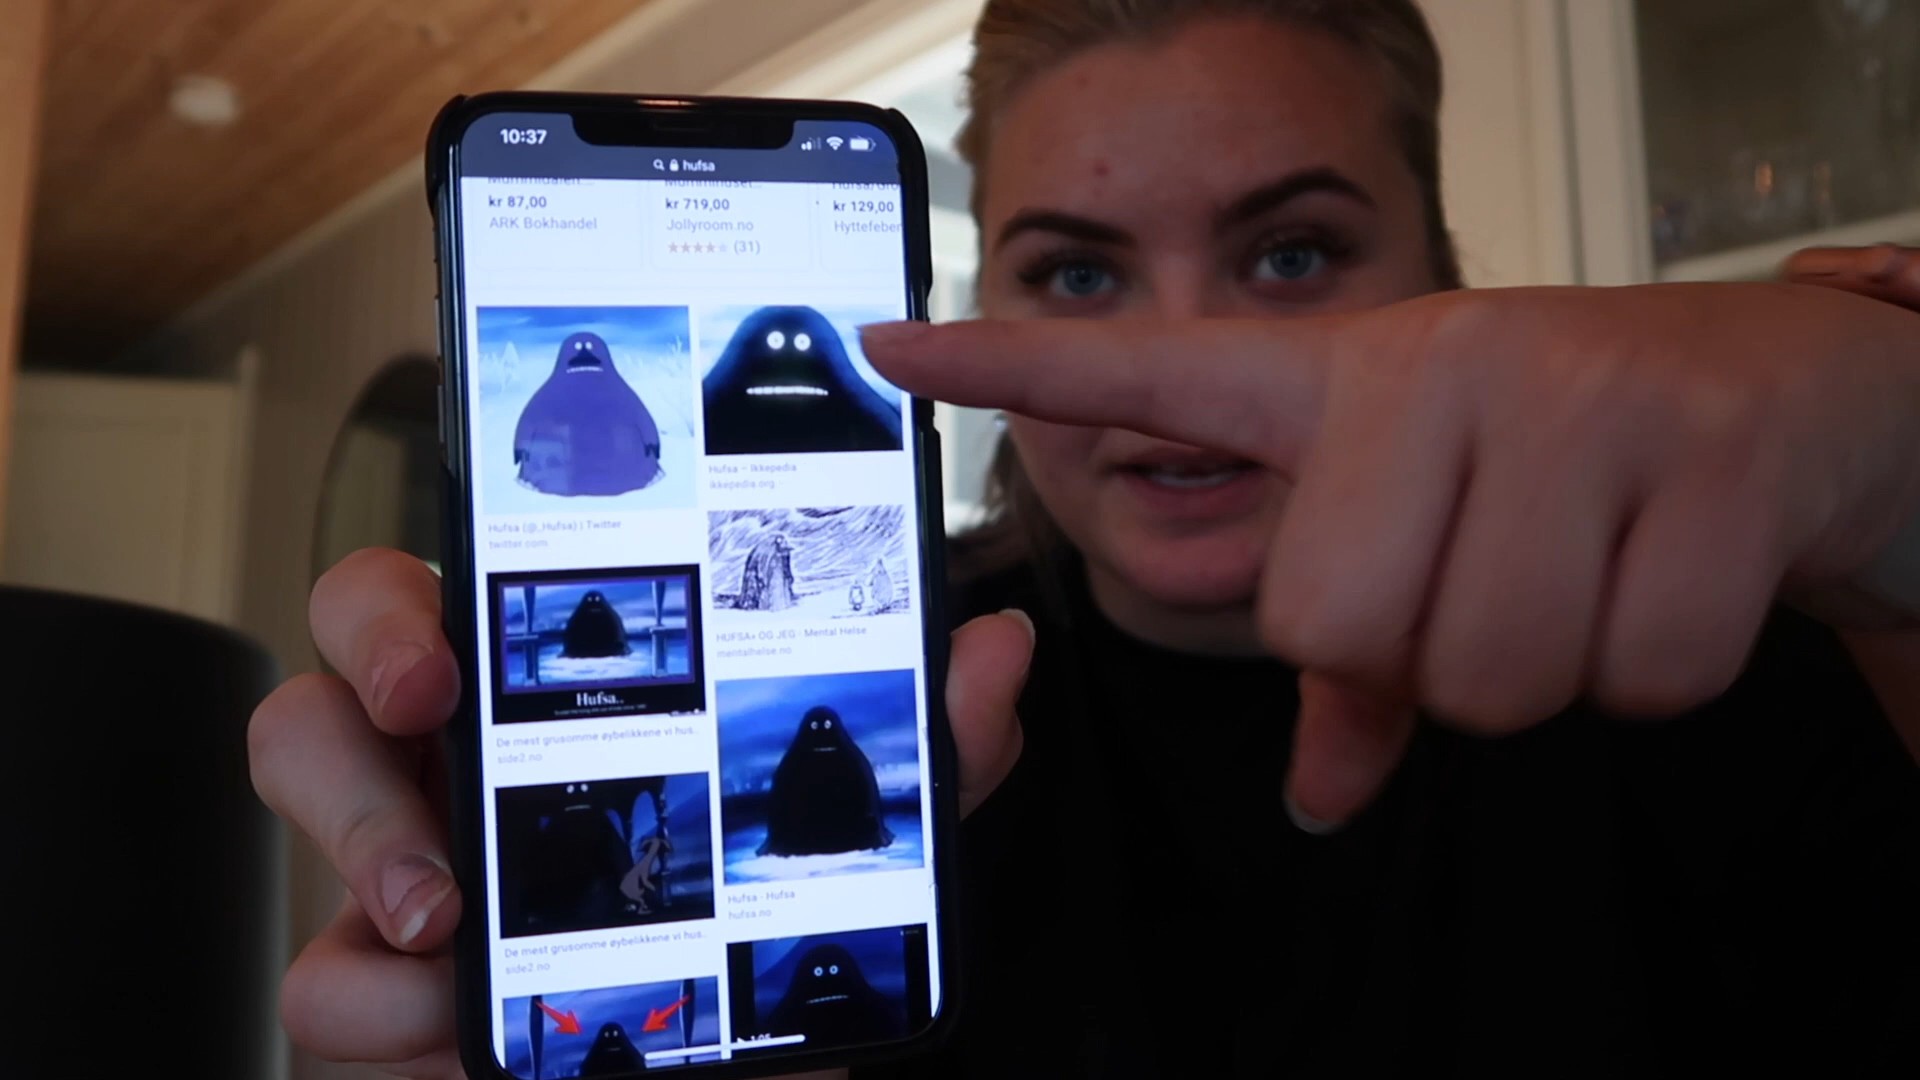 10:37
hufsa
kr 87,00
ARK Bokhandel
kr 719,00
Jollyroom.no
(31)
kr 129,00
Hufsa (@_Hufsa) | Twitter
twitter.com
Hufsa – Ikkepedia
ikkepedia.org
HUFSA» OG JEG - Mental Helse
mentalhelse.no
Hufsa..
De mest grusomme øyeblikkene vi hus...
side2.no
Hufsa - Hufsa
hufsa.no
De mest grusomme øyeblikkene vi hus...
side2.no
1:05